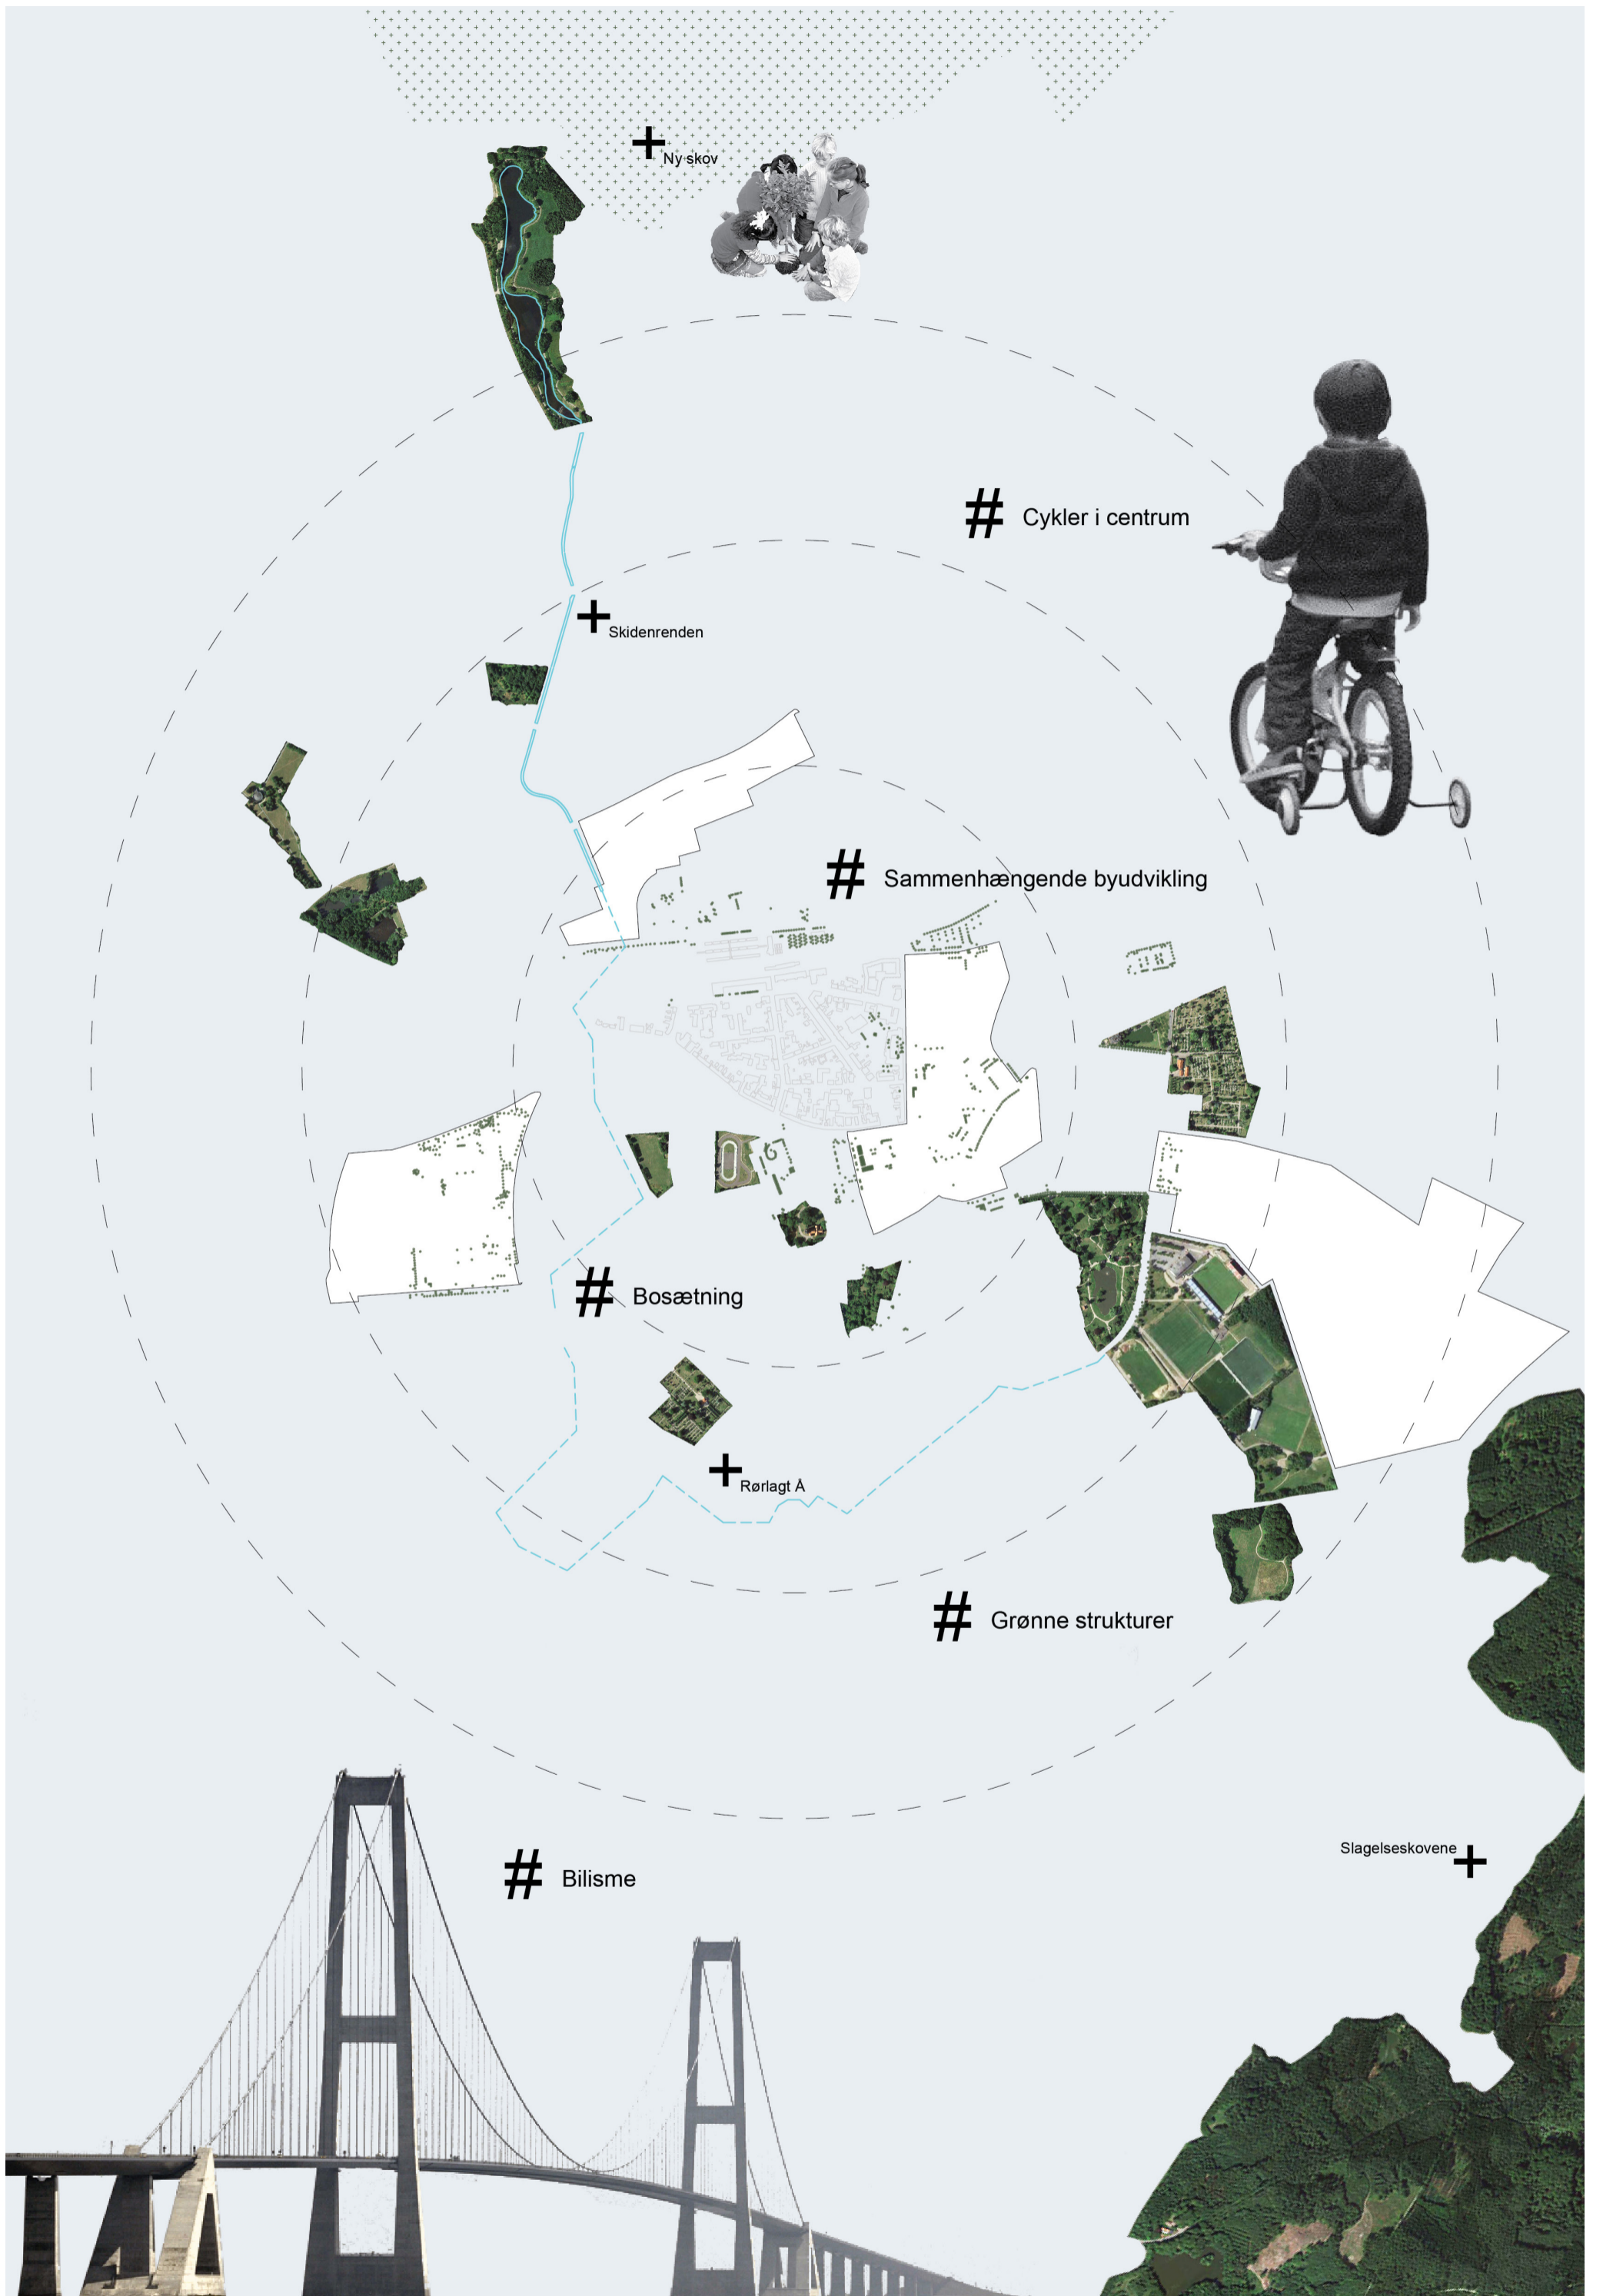 + Ny skov
# Cykler i centrum
+ Skidenrenden
# Sammenhængende byudvikling
# Bosætning
+ Rørlagt Å
# Grønne strukturer
Slagelseskovene +
# Bilisme